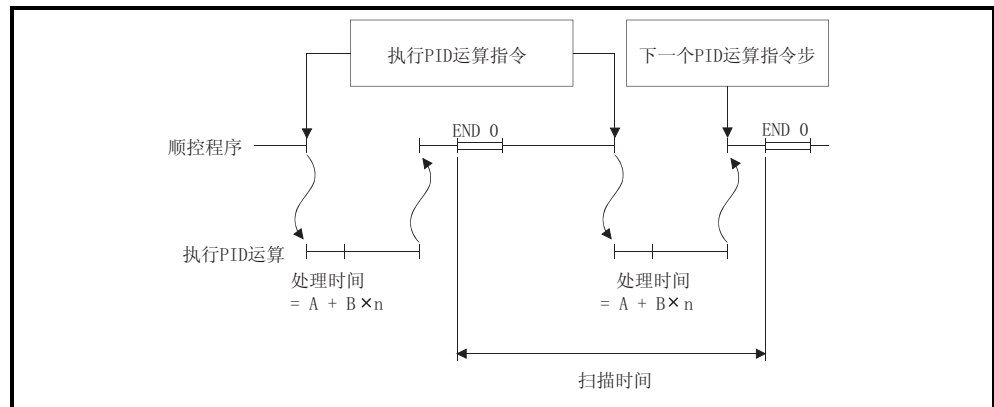 执行PID运算指令
下一个PID运算指令步
END 0
END 0
顺控程序
执行PID运算
处理时间
= A + B×n
处理时间
= A + B×n
扫描时间